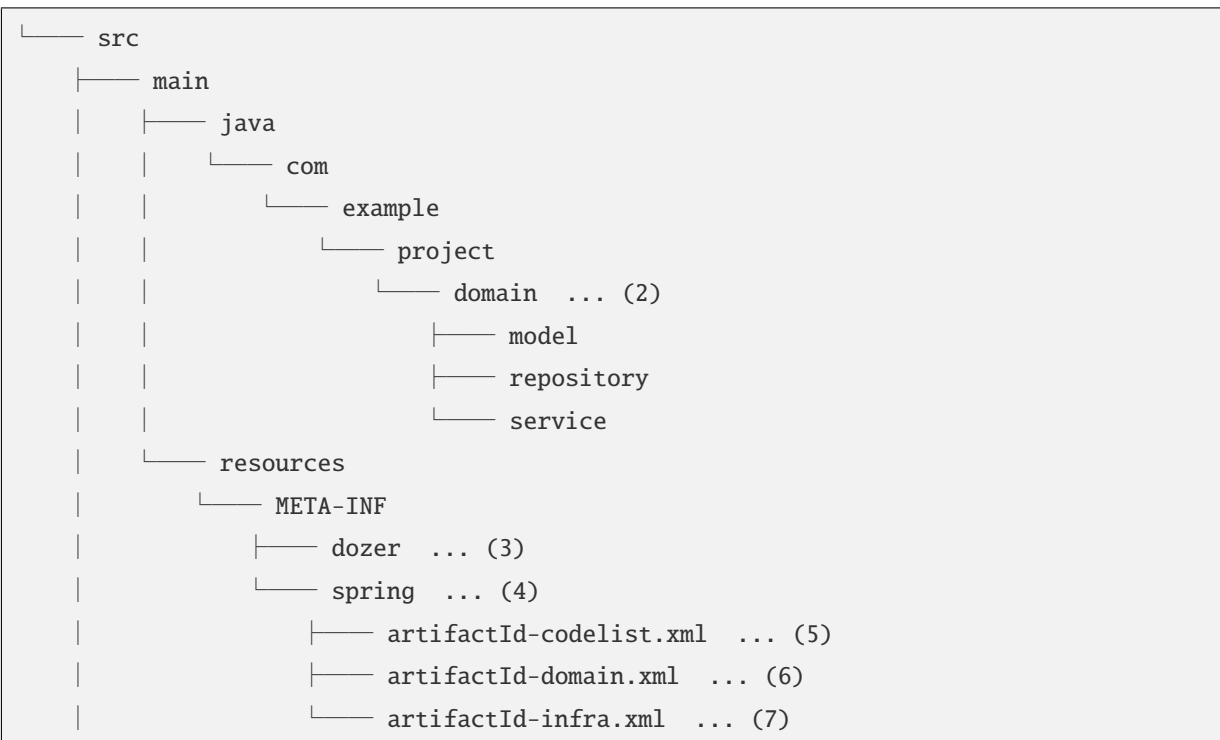 └──── src
    ├──── main
    │    ├──── java
    │    │    └──── com
    │    │        └──── example
    │    │            └──── project
    │    │                └──── domain ... (2)
    │    │                    ├──── model
    │    │                    ├──── repository
    │    │                    └──── service
    │    └──── resources
    │        └──── META-INF
    │            ├──── dozer ... (3)
    │            └──── spring ... (4)
    │                ├──── artifactId-codelist.xml ... (5)
    │                ├──── artifactId-domain.xml ... (6)
    │                └──── artifactId-infra.xml ... (7)